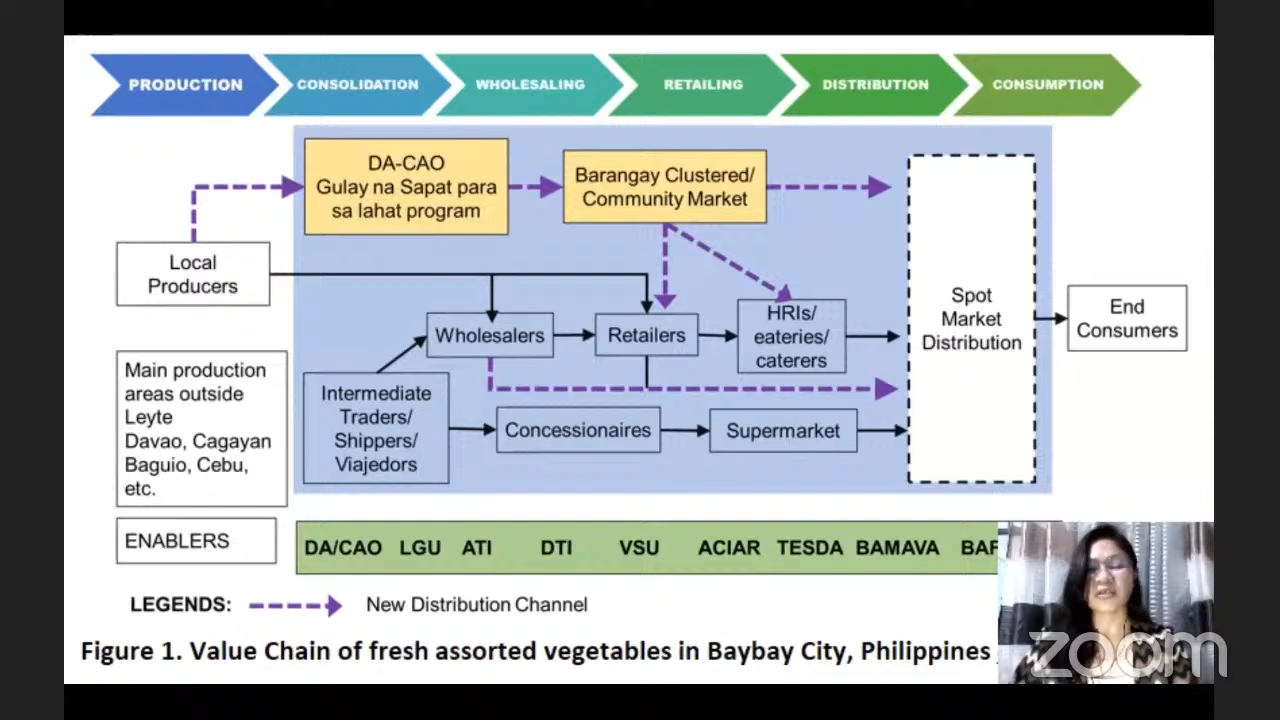 PRODUCTION
CONSOLIDATION
WHOLESALING
RETAILING
DISTRIBUTION
CONSUMPTION
DA-CAO
Gulay na Sapat para
sa lahat program
Barangay Clustered/
Community Market
Local
Producers
Wholesalers
Retailers
HRIs/
eateries/
caterers
Spot
Market
Distribution
End
Consumers
Main production
areas outside
Leyte
Davao, Cagayan
Baguio, Cebu,
etc.
Intermediate
Traders/
Shippers/
Viajedors
Concessionaires
Supermarket
ENABLERS
DA/CAO LGU ATI DTI VSU ACIAR TESDA BAMAVA
LEGENDS: New Distribution Channel
Figure 1. Value Chain of fresh assorted vegetables in Baybay City, Philippines
zoom